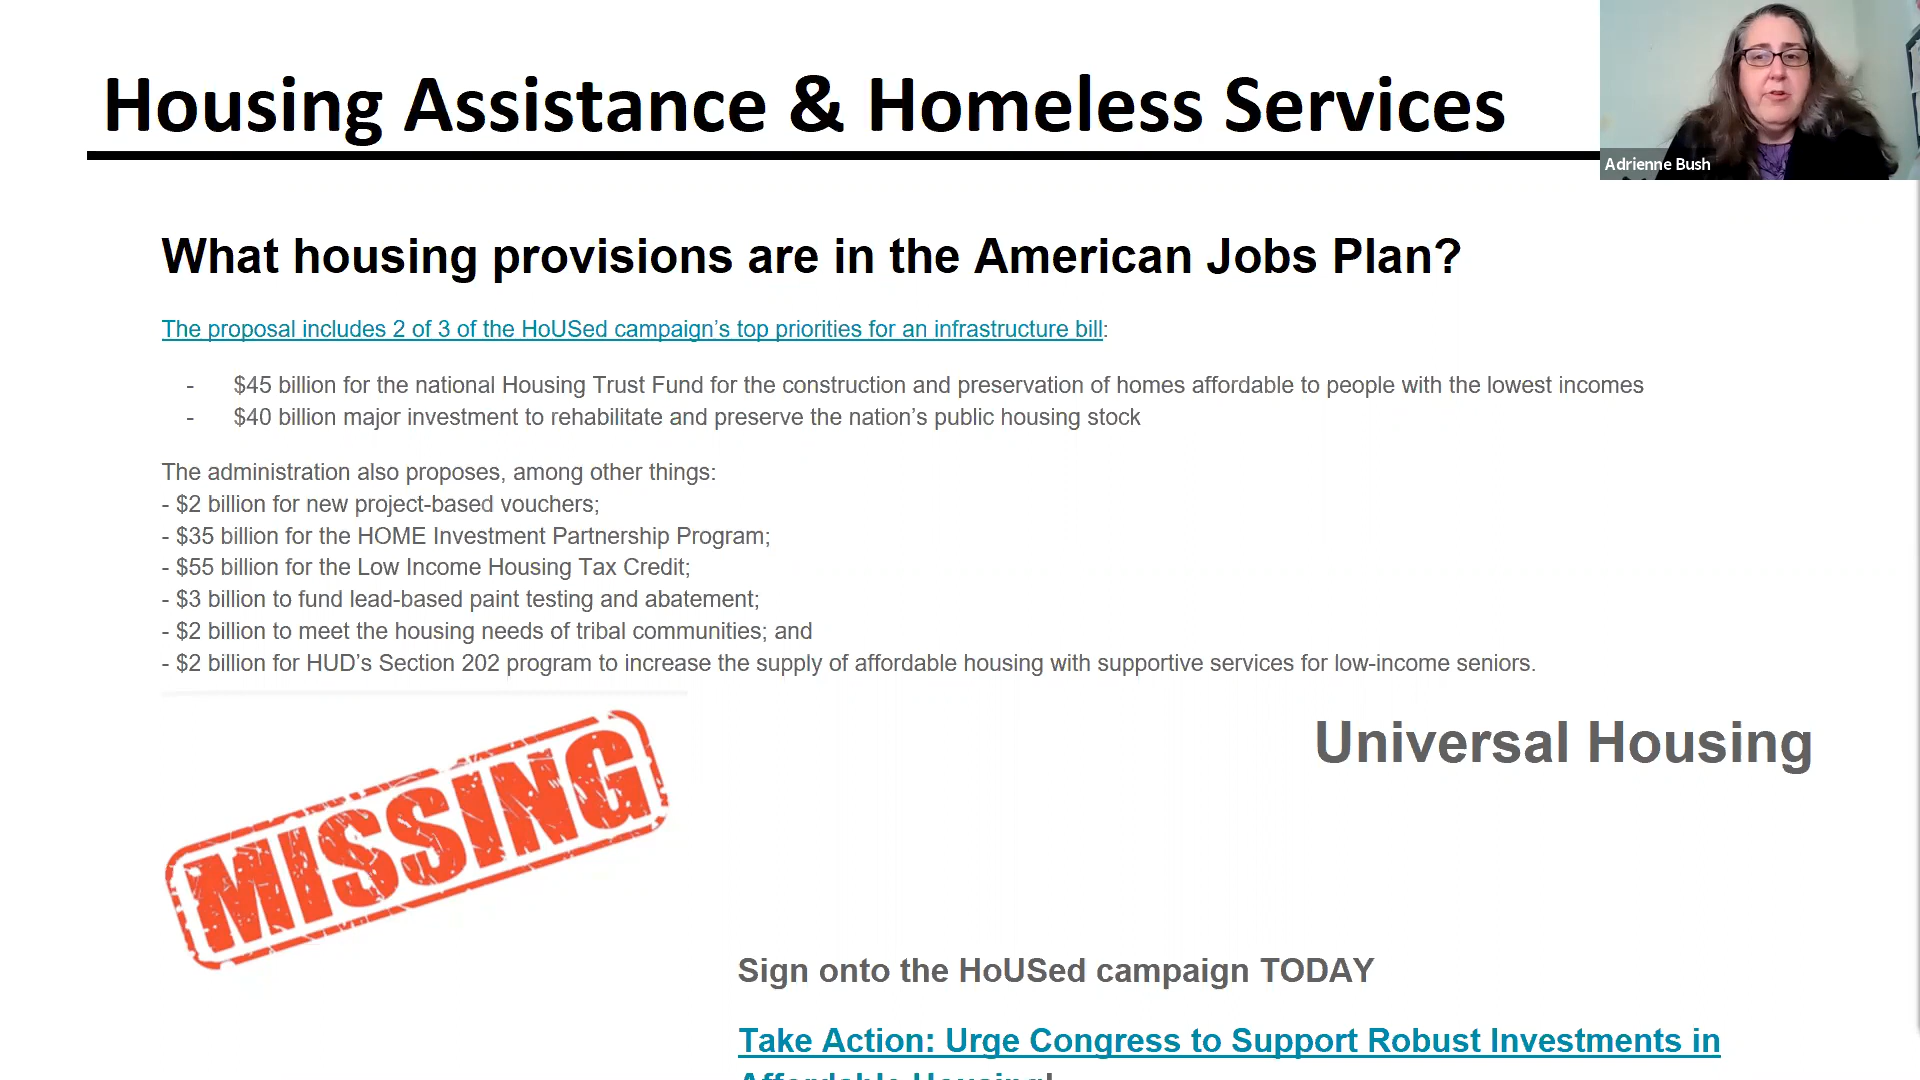 Housing Assistance & Homeless Services
Adrienne Bush
What housing provisions are in the American Jobs Plan?
The proposal includes 2 of 3 of the HoUSed campaign’s top priorities for an infrastructure bill:
- $45 billion for the national Housing Trust Fund for the construction and preservation of homes affordable to people with the lowest incomes
- $40 billion major investment to rehabilitate and preserve the nation’s public housing stock
The administration also proposes, among other things:
- $2 billion for new project-based vouchers;
- $35 billion for the HOME Investment Partnership Program;
- $55 billion for the Low Income Housing Tax Credit;
- $3 billion to fund lead-based paint testing and abatement;
- $2 billion to meet the housing needs of tribal communities; and
- $2 billion for HUD’s Section 202 program to increase the supply of affordable housing with supportive services for low-income seniors.
MISSING
Universal Housing
Sign onto the HoUSed campaign TODAY
Take Action: Urge Congress to Support Robust Investments in
Affordable Housing!